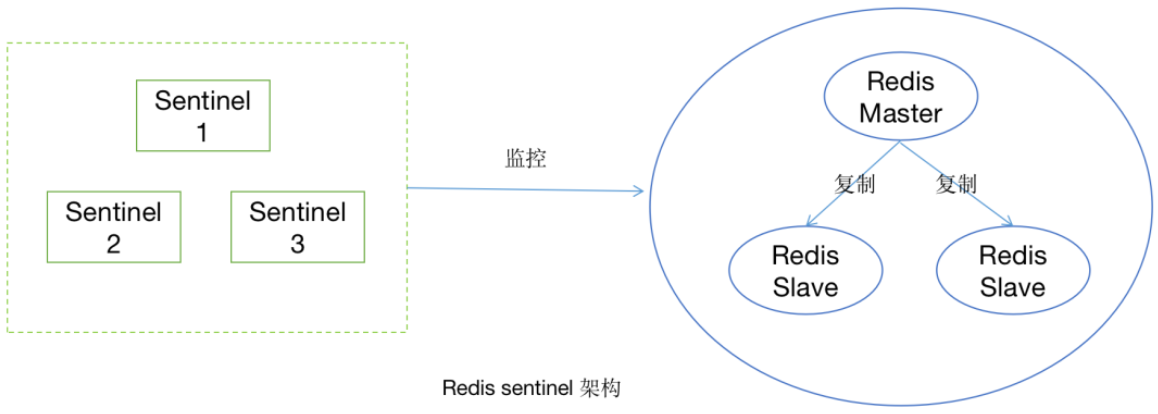 Sentinel
1
Sentinel
2
Sentinel
3
监控
Redis
Master
复制
复制
Redis
Slave
Redis
Slave
Redis sentinel 架构